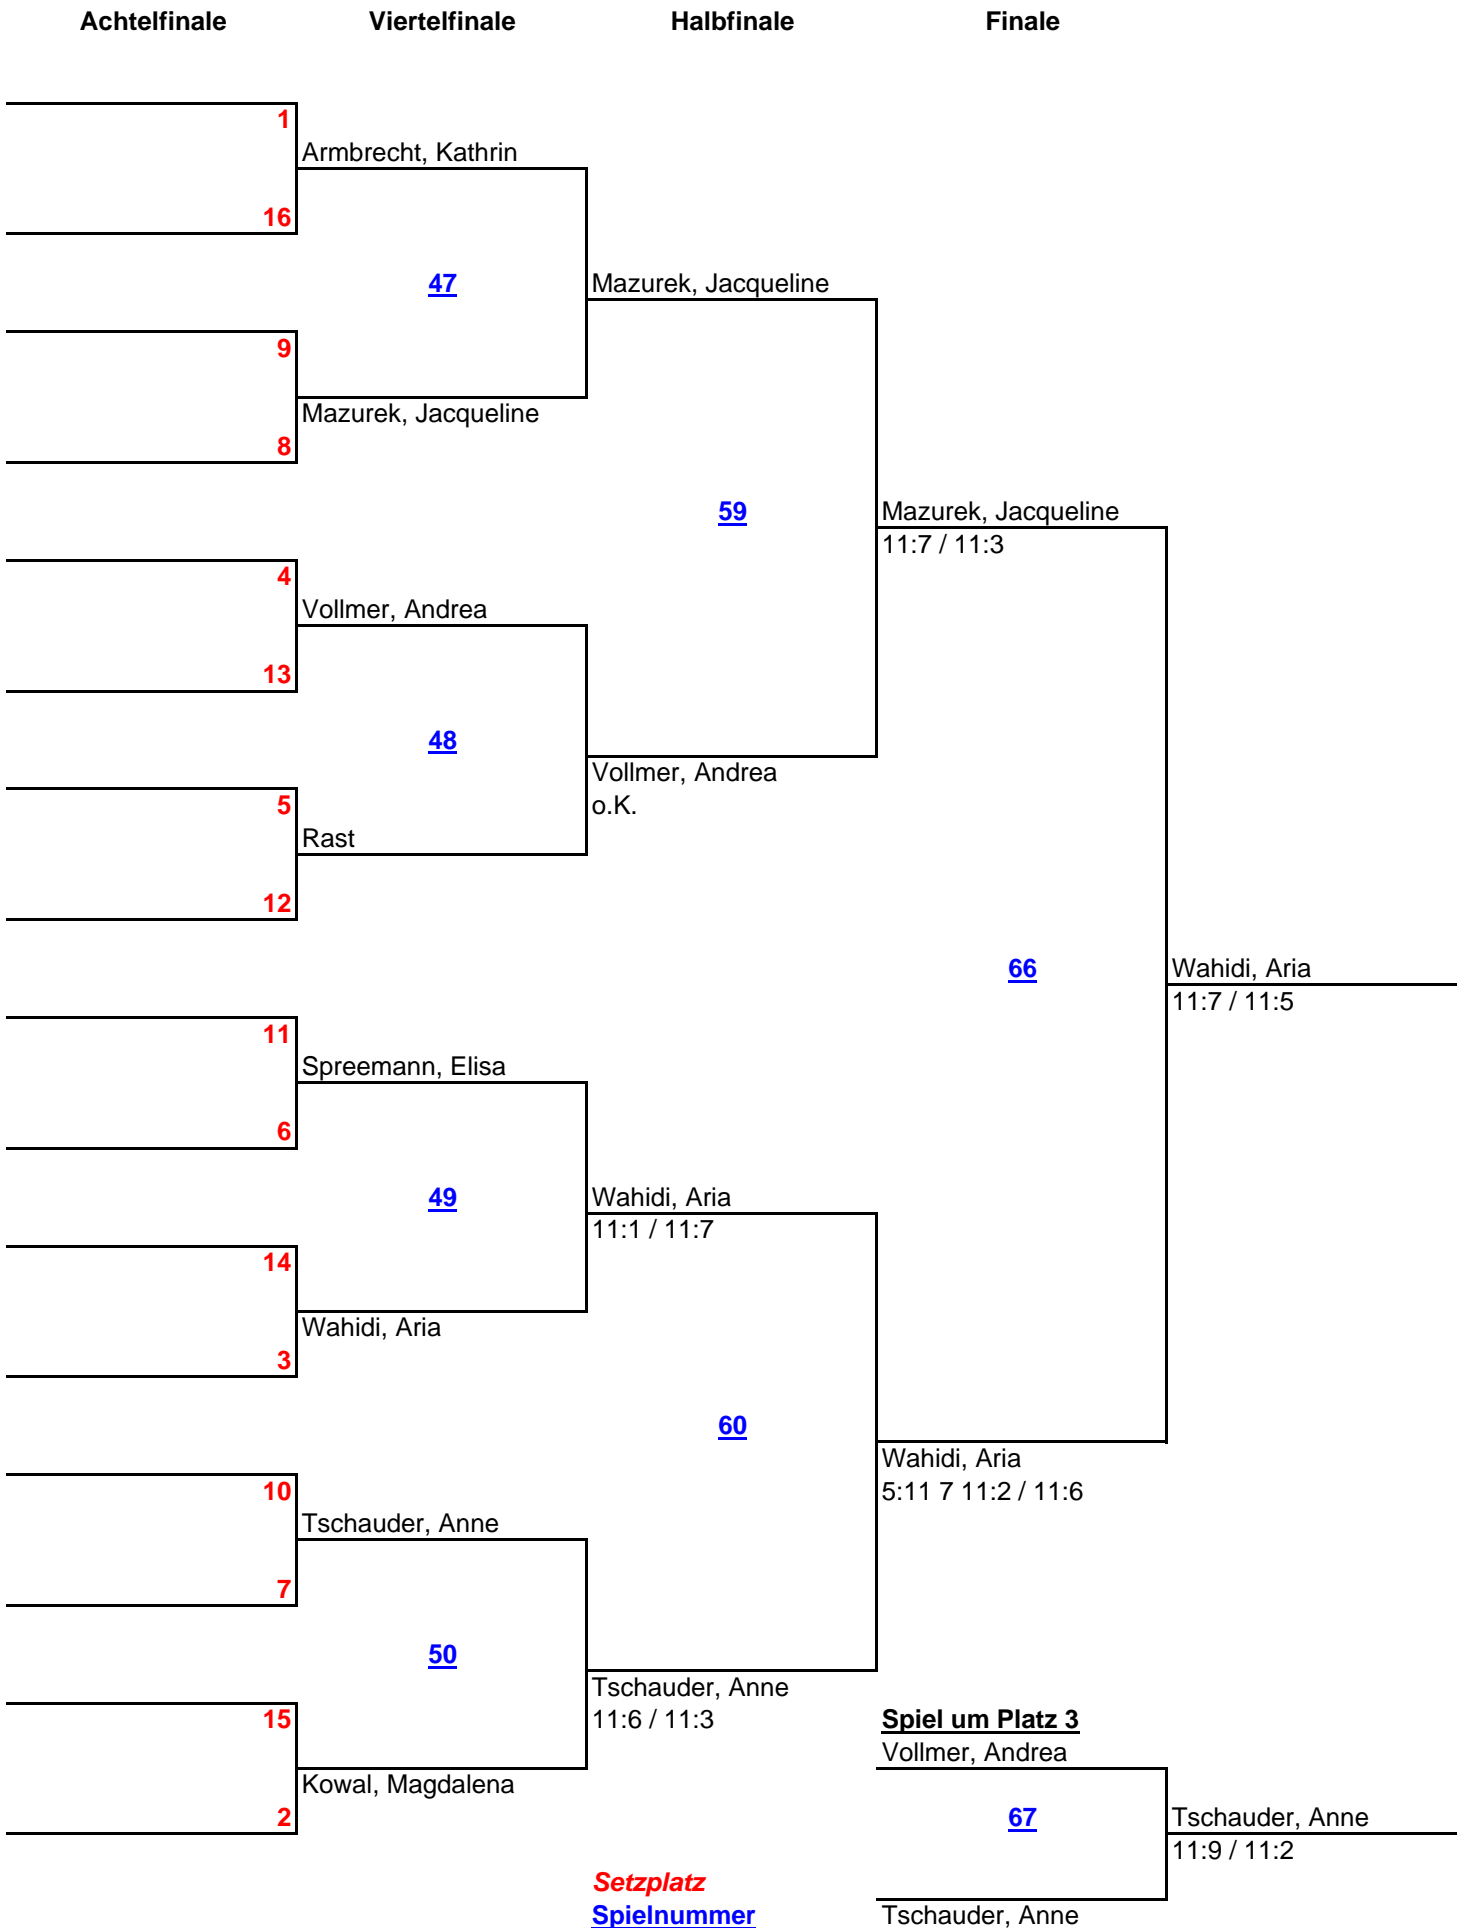 Achtelfinale Viertelfinale Halbfinale Finale
1
Armbrecht, Kathrin
16
47 Mazurek, Jacqueline
9
Mazurek, Jacqueline
8
59 Mazurek, Jacqueline
11:7 / 11:3
4
Vollmer, Andrea
13
48
Vollmer, Andrea
5 o.K.
Rast
12
66 Wahidi, Aria
11:7 / 11:5
11
Spreemann, Elisa
6
49 Wahidi, Aria
11:1 / 11:7
14
Wahidi, Aria
3
60
Wahidi, Aria
10 5:11 7 11:2 / 11:6
Tschauder, Anne
7
50
Tschauder, Anne
15 11:6 / 11:3 Spiel um Platz 3
Vollmer, Andrea
Kowal, Magdalena
2 67 Tschauder, Anne
11:9 / 11:2
Setzplatz
Spielnummer Tschauder, Anne